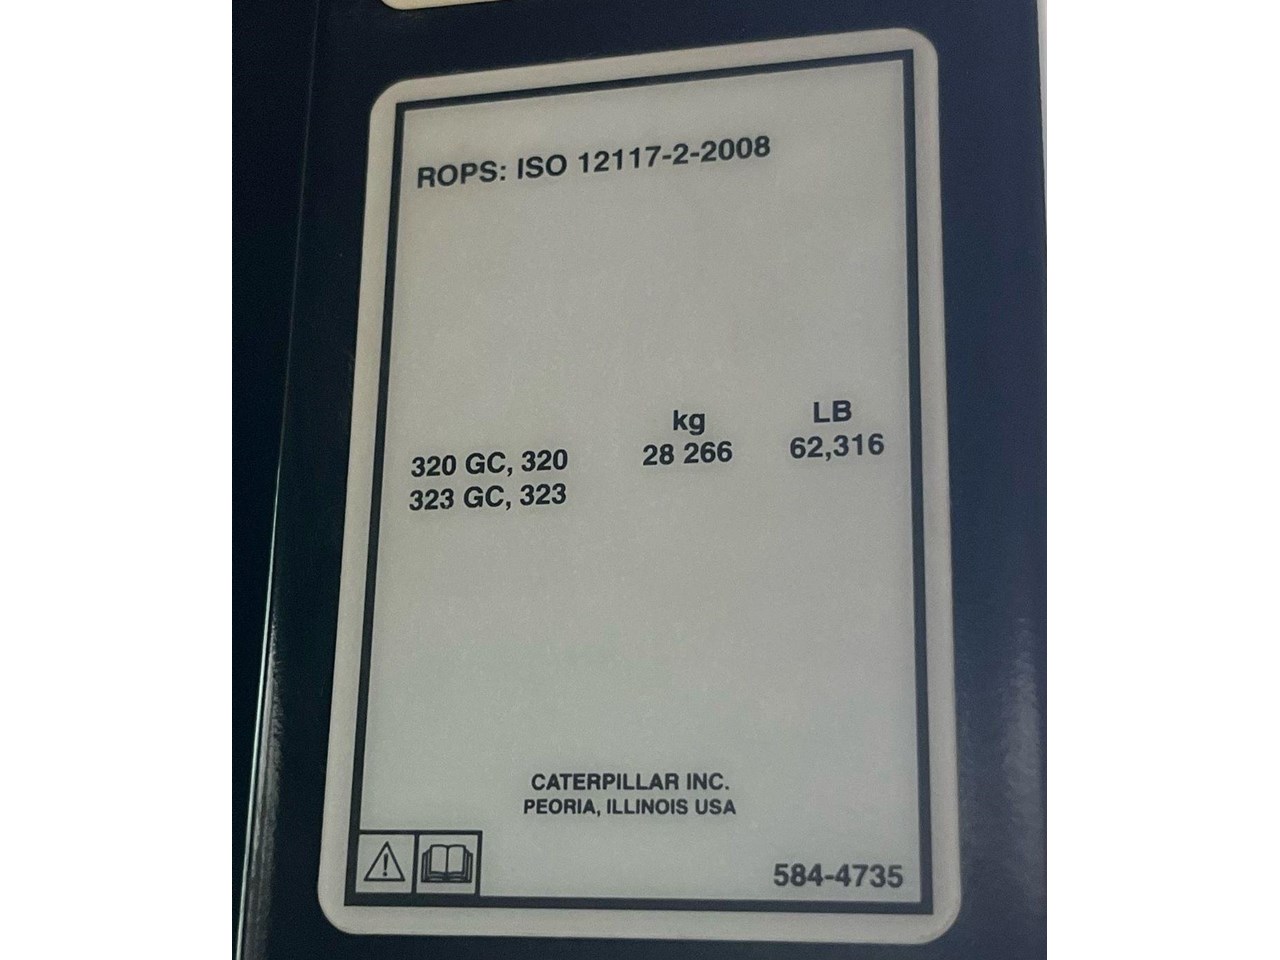 ROPS: ISO 12117-2-2008
kg LB
320 GC, 320 28 266 62,316
323 GC, 323
CATERPILLAR INC.
PEORIA, ILLINOIS USA
584-4735